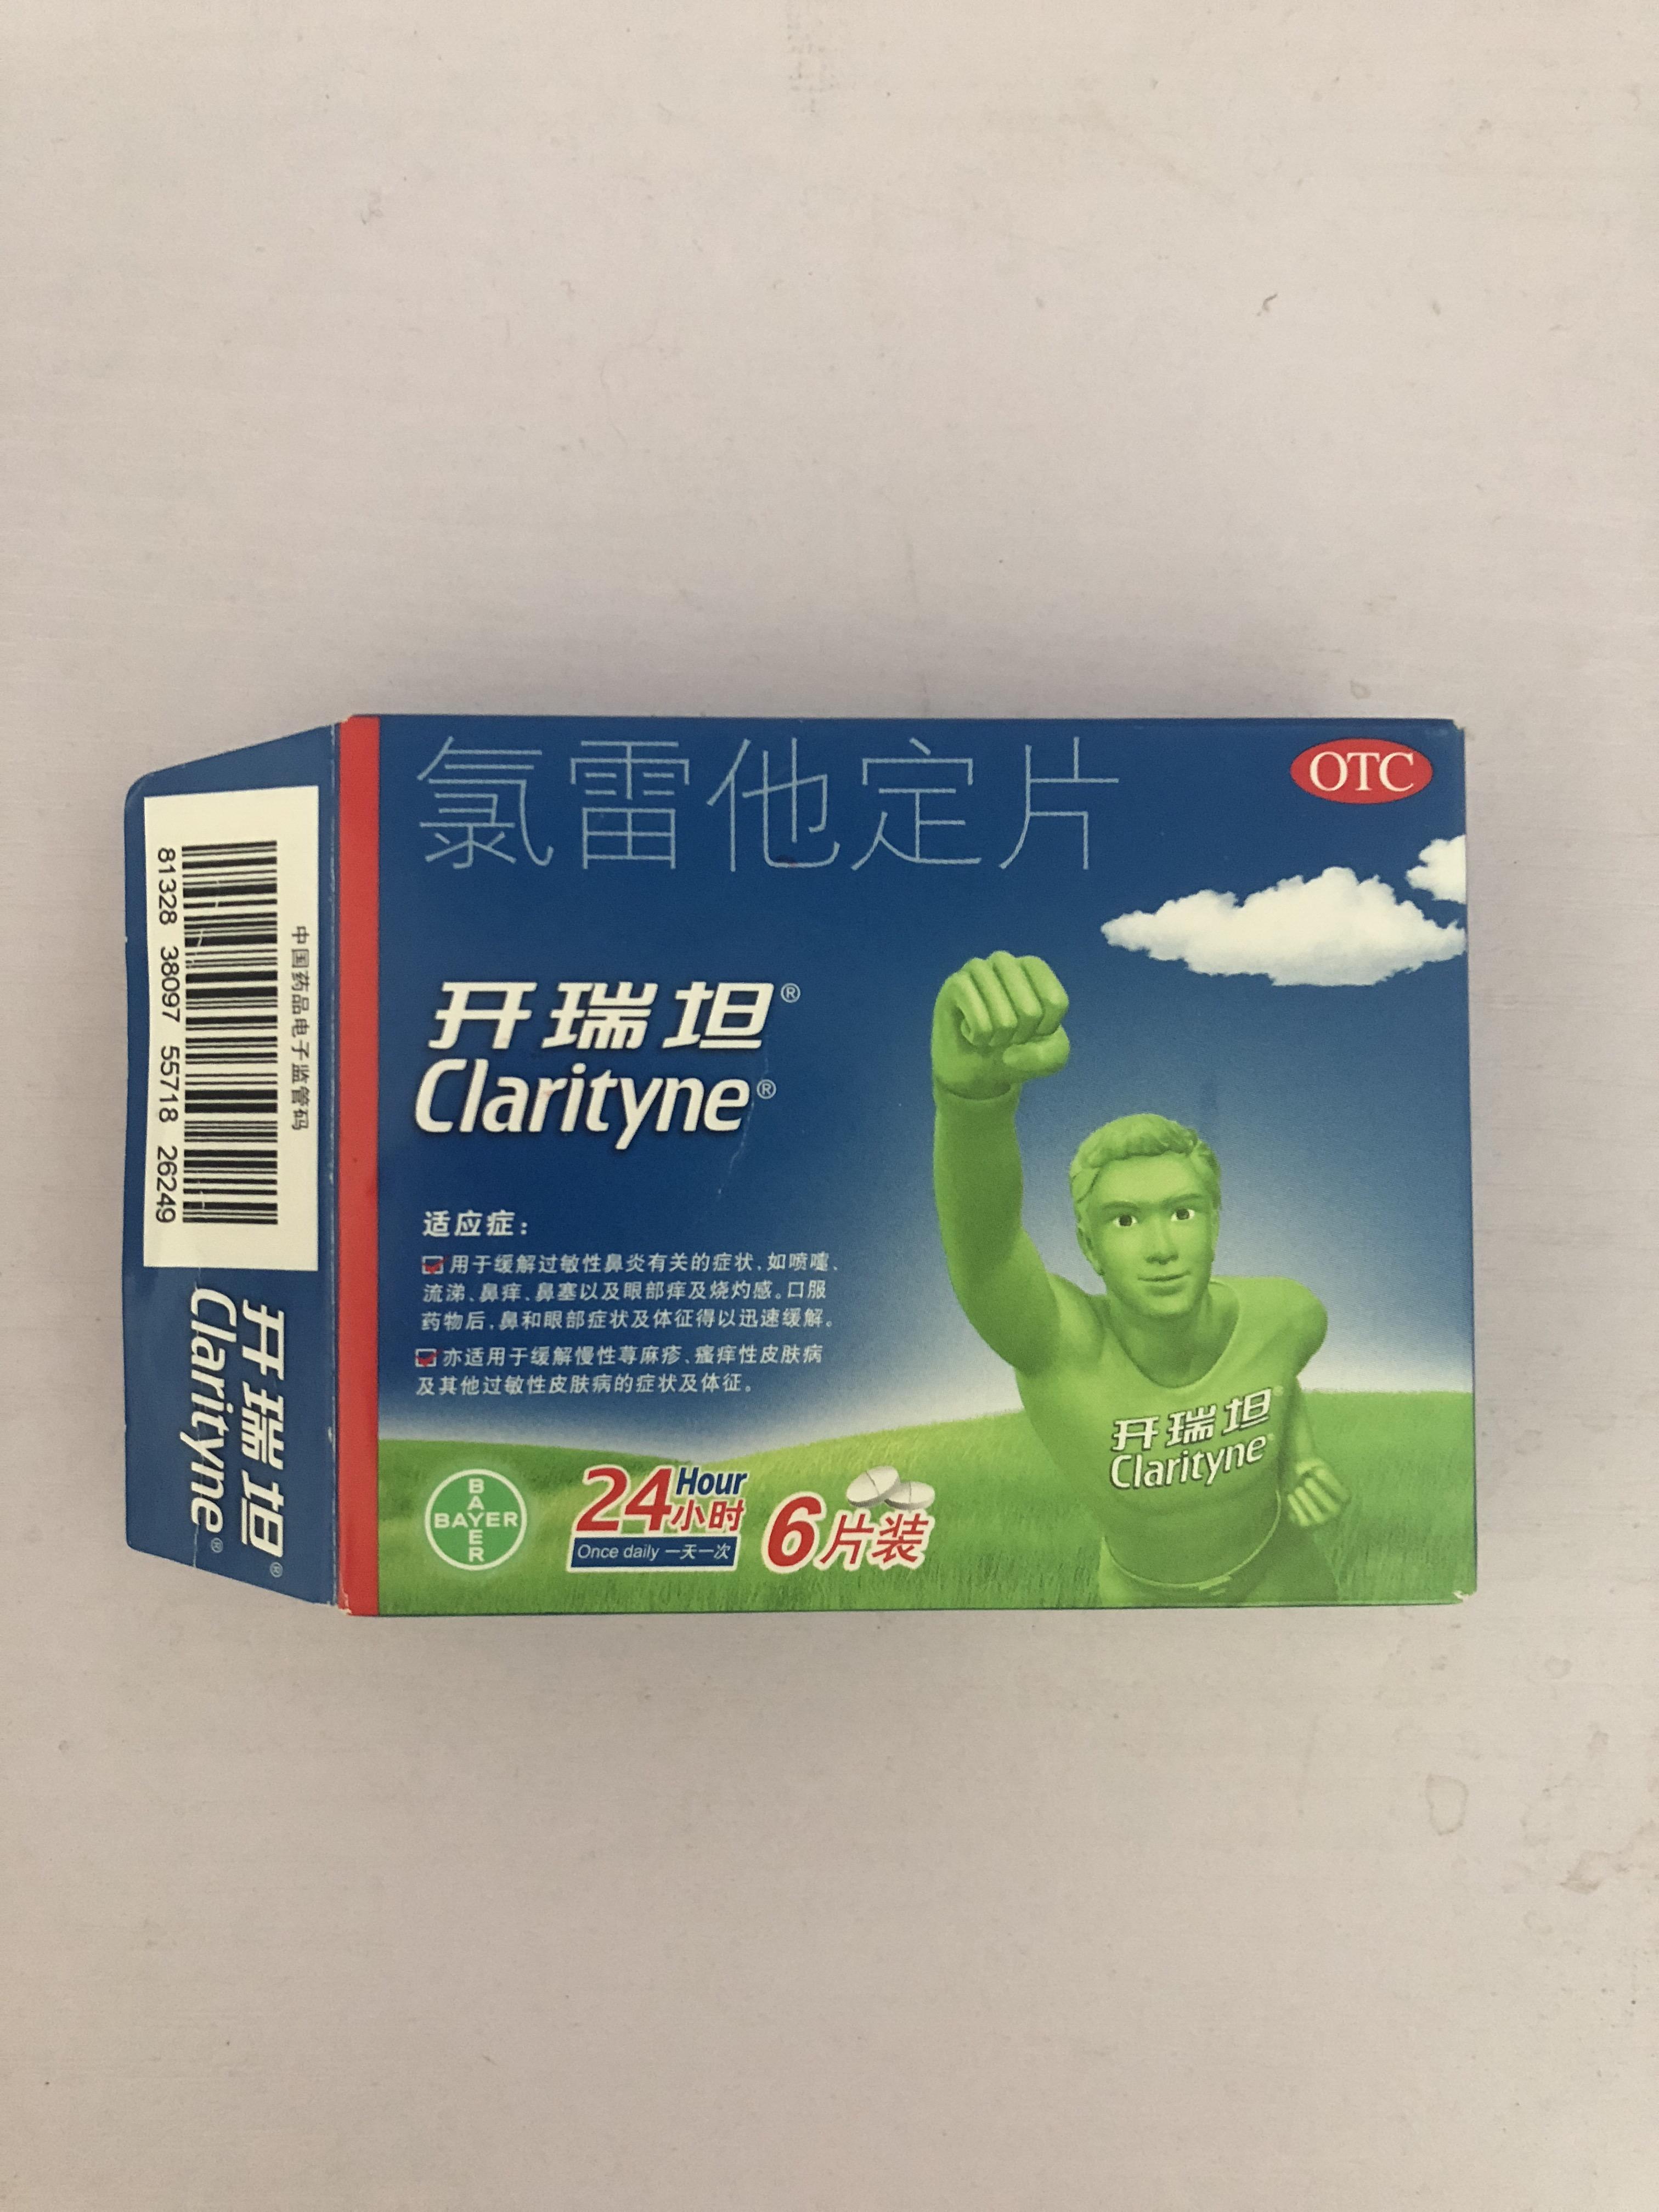 氯雷他定片
OTC
开瑞坦®
Clarityne®
适应症：
用于缓解过敏性鼻炎有关的症状，如喷嚏、
流涕、鼻痒、鼻塞以及眼部痒及烧灼感。口服
药物后，鼻和眼部症状及体征得以迅速缓解。
亦适用于缓解慢性荨麻疹、瘙痒性皮肤病
及其他过敏性皮肤病的症状及体征。
BAYER
BAYER
24 Hour
小时
Once daily 一天一次
6片装
开瑞坦®
Clarityne®
中国药品电子监管码
81328 38097 55718 26249
开瑞坦®
Clarityne®